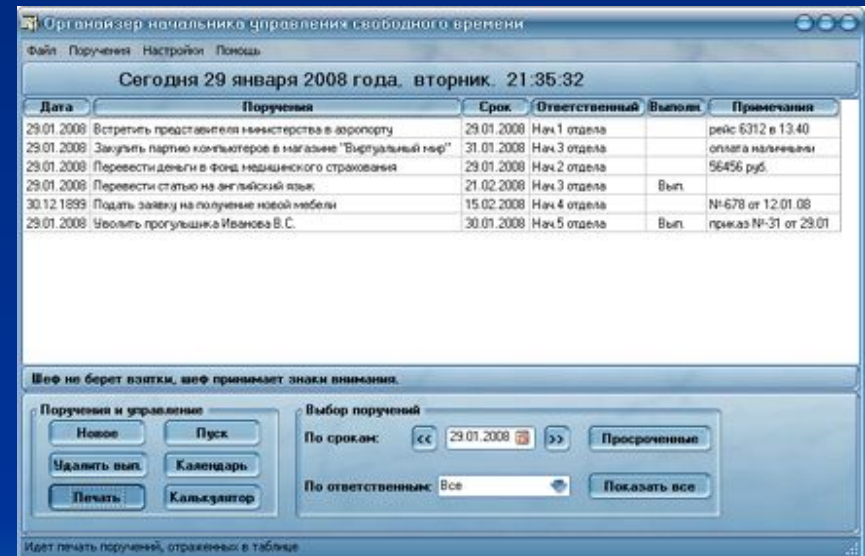 Органайзер начальника управления свободного времени
Файл Поручения Настройки Помощь
Сегодня 29 января 2008 года, вторник. 21:35:32
Дата Поручения Срок Ответственный Выполн. Примечания
29.01.2008 Встретить представителя министерства в аэропорту 29.01.2008 Нач.1 отдела рейс 6312 в 13.40
29.01.2008 Закупить партию компьютеров в магазине "Виртуальный мир" 31.01.2008 Нач.3 отдела оплата наличными
29.01.2008 Перевести деньги в фонд медицинского страхования 29.01.2008 Нач.2 отдела 56456 руб.
29.01.2008 Перевести статью на английский язык 21.02.2008 Нач.3 отдела Вып.
30.12.1899 Подать заявку на получение новой мебели 15.02.2008 Нач.4 отдела №-678 от 12.01.08
29.01.2008 Уволить прогульщика Иванова В.С. 30.01.2008 Нач.5 отдела Вып. приказ №-31 от 29.01
Шеф не берет взятки, шеф принимает знаки внимания.
Поручения и управление Выбор поручений
Новое Пуск По срокам: << 29.01.2008 >> Просроченные
Удалить вып. Календарь
Печать Калькулятор По ответственным: Все Показать все
Идет печать поручений, отраженных в таблице